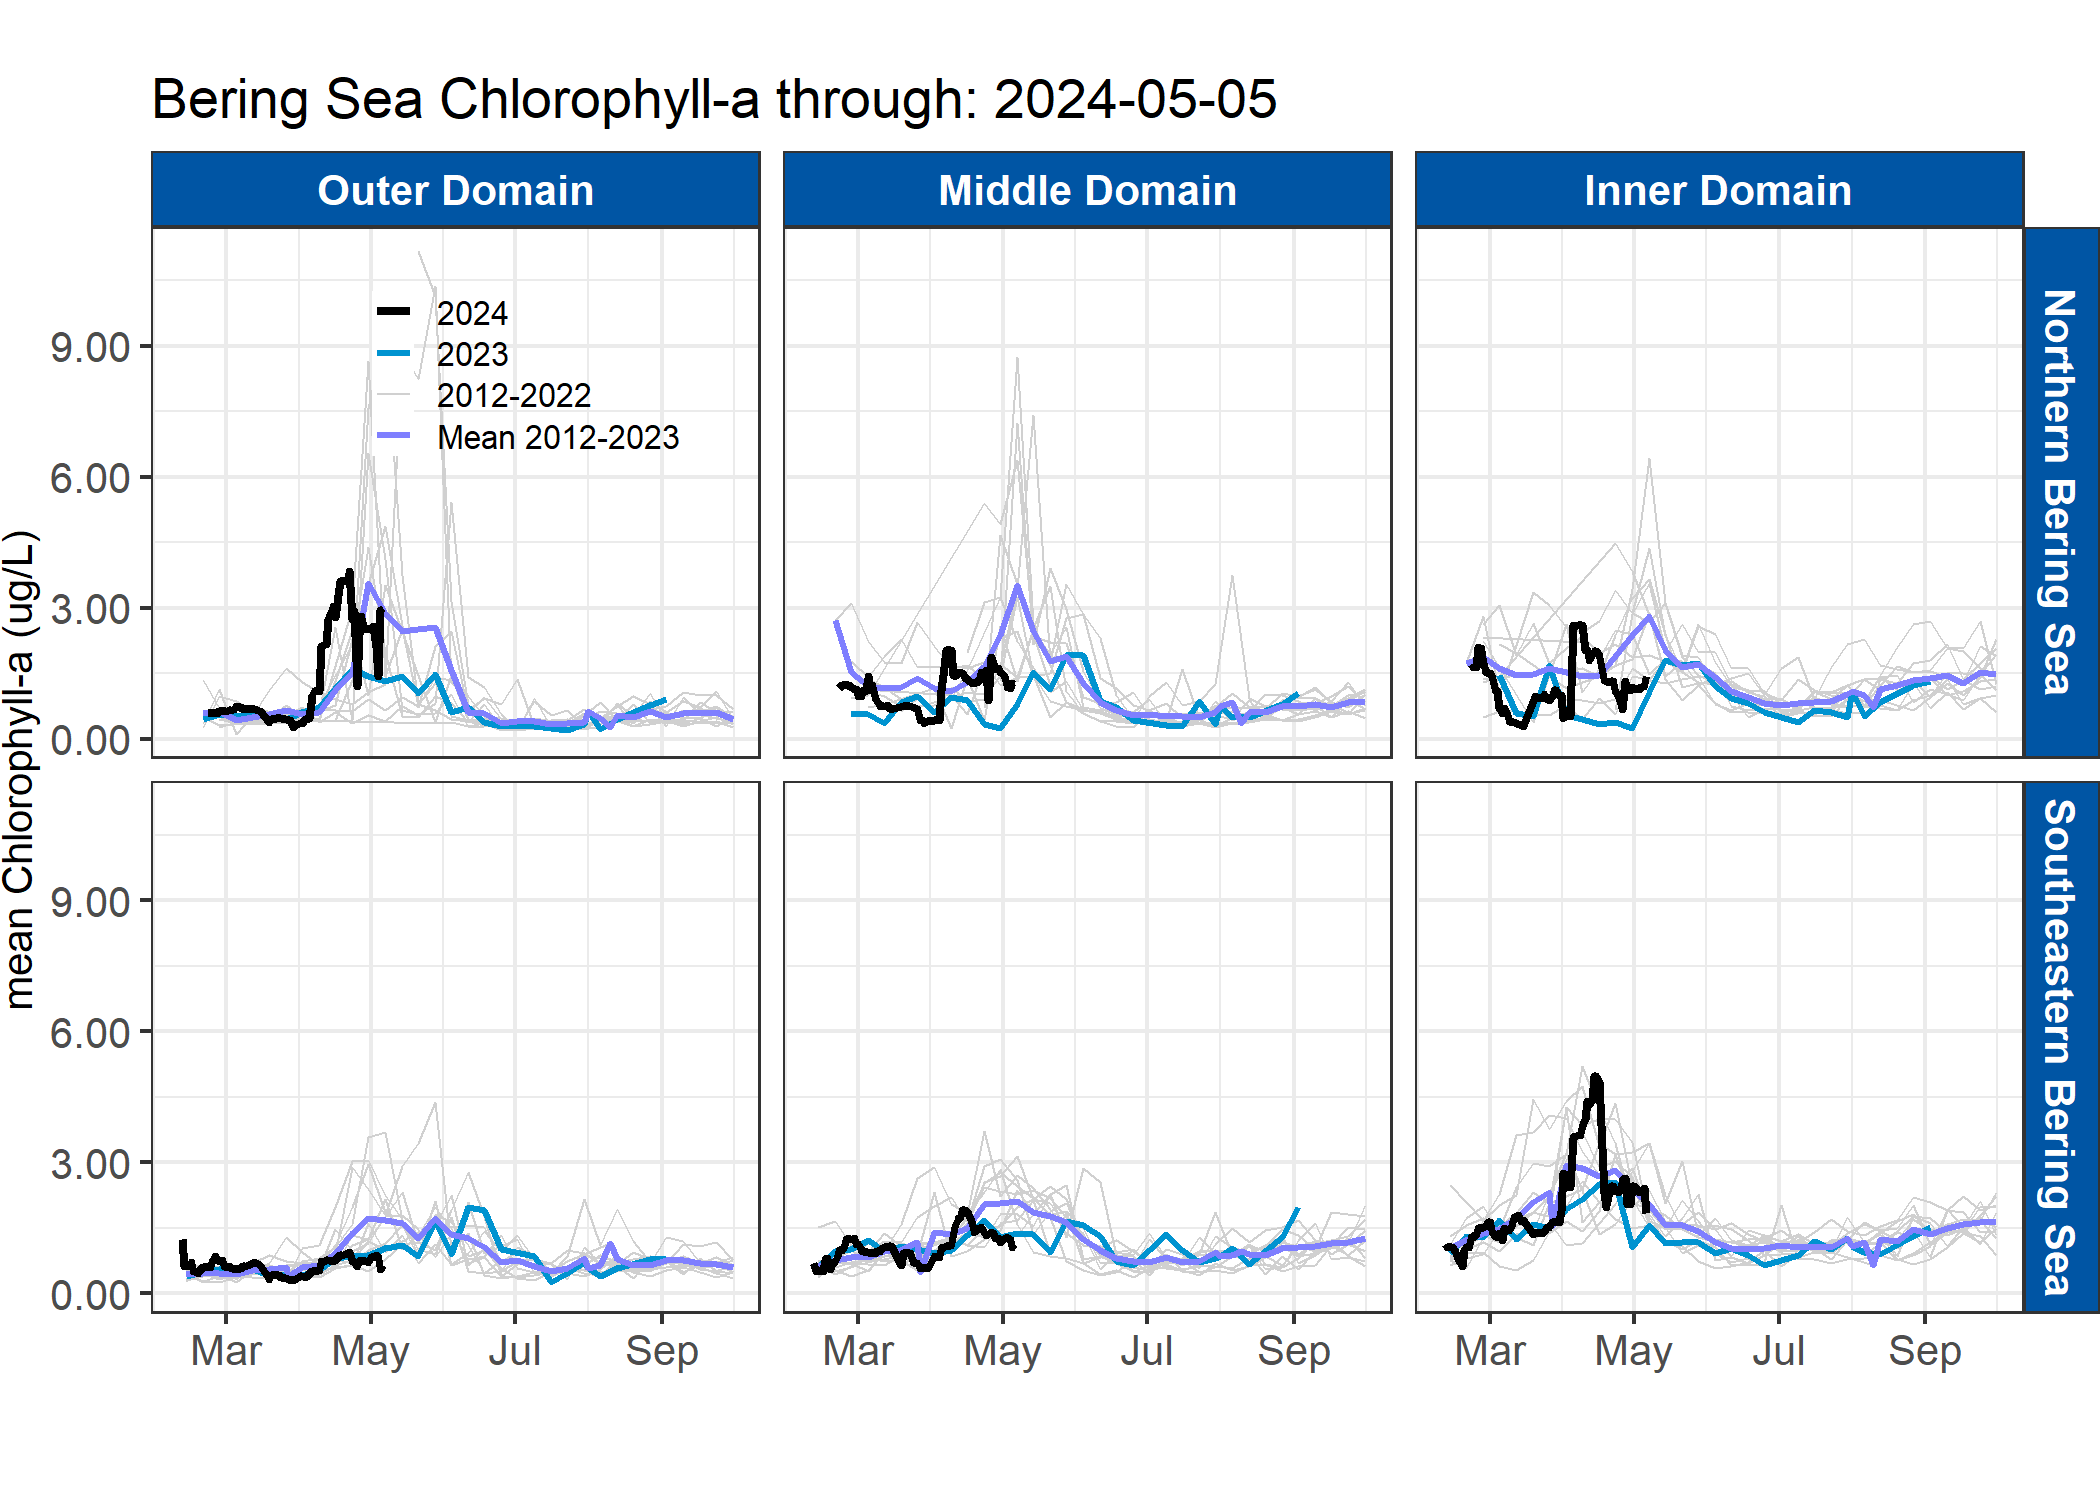 Bering Sea Chlorophyll-a through: 2024-05-05
Outer Domain
Middle Domain
Inner Domain
2024
2023
2012-2022
Mean 2012-2023
9.00
6.00
3.00
0.00
Northern Bering Sea
mean Chlorophyll-a (ug/L)
9.00
6.00
3.00
0.00
Southeastern Bering Sea
Mar May Jul Sep
Mar May Jul Sep
Mar May Jul Sep